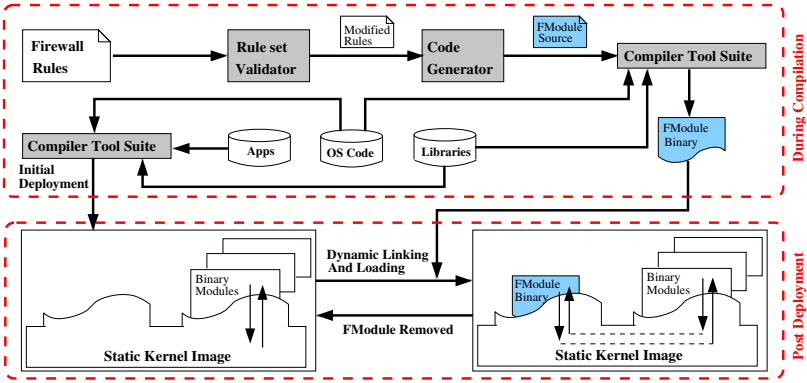 Firewall
Rules
Rule set
Validator
Modified
Rules
Code
Generator
FModule
Source
Compiler Tool Suite
During Compilation
Compiler Tool Suite
Apps
OS Code
Libraries
FModule
Binary
Initial
Deployment
Dynamic Linking
And Loading
Binary
Modules
FModule
Binary
Binary
Modules
FModule Removed
Static Kernel Image
Static Kernel Image
Post Deployment